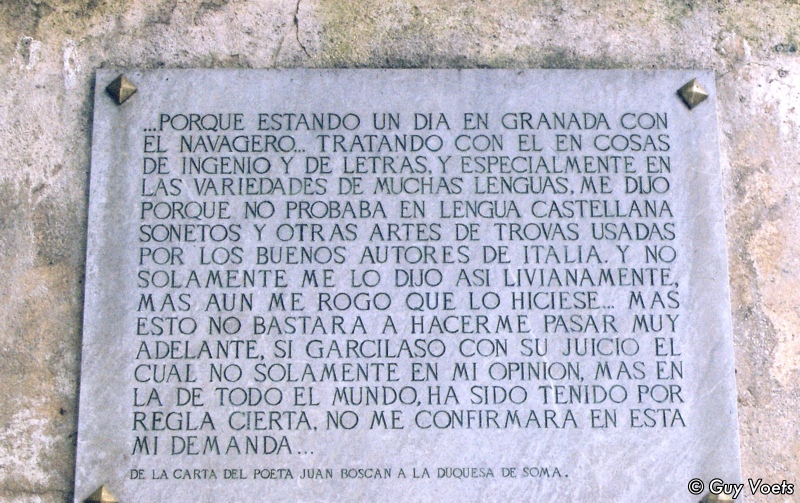 ...PORQUE ESTANDO UN DIA EN GRANADA CON
EL NAVAGERO... TRATANDO CON EL EN COSAS
DE INGENIO Y DE LETRAS, Y ESPECIALMENTE EN
LAS VARIEDADES DE MUCHAS LENGUAS, ME DIJO
PORQUE NO PROBABA EN LENGUA CASTELLANA
SONETOS Y OTRAS ARTES DE TROVAS USADAS
POR LOS BUENOS AUTORES DE ITALIA. Y NO
SOLAMENTE ME LO DIJO ASI LIVIANAMENTE,
MAS AUN ME ROGO QUE LO HICIESE... MAS
ESTO NO BASTARA A HACERME PASAR MUY
ADELANTE, SI GARCILASO CON SU JUICIO EL
CUAL NO SOLAMENTE EN MI OPINION, MAS EN
LA DE TODO EL MUNDO, HA SIDO TENIDO POR
REGLA CIERTA, NO ME CONFIRMARA EN ESTA
MI DEMANDA...
DE LA CARTA DEL POETA JUAN BOSCAN A LA DUQUESA DE SOMA.
© Guy Voets